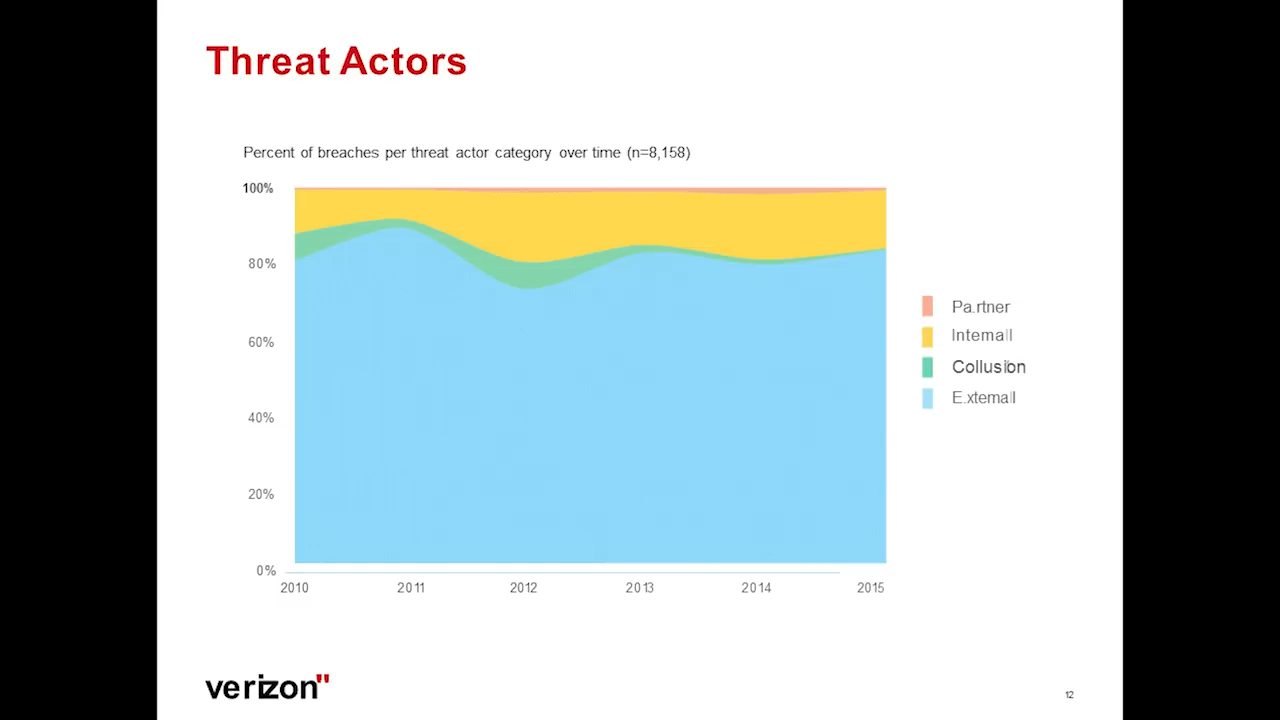 Threat Actors
Percent of breaches per threat actor category over time (n=8,158)
100%
80%
60%
40%
20%
0%
2010 2011 2012 2013 2014 2015
Pa.rtner
Intemall
Collusion
E.xtemall
verizon
12